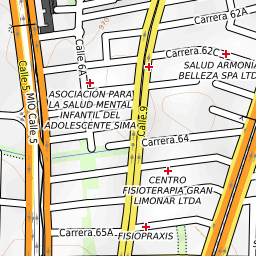 Carrera 62A
Carrera 62C
Calle 6A
SALUD ARMONIA
BELLEZA SPA LTD
Calle 5
MIO Calle 5
ASOCIACION PARA
LA SALUD MENTAL
INFANTIL DEL
ADOLESCENTE SIMA
Calle 9
Carrera 64
CENTRO
FISIOTERAPIA GRAN
LIMONAR LTDA
Carrera 65A
FISIOPRAXIS